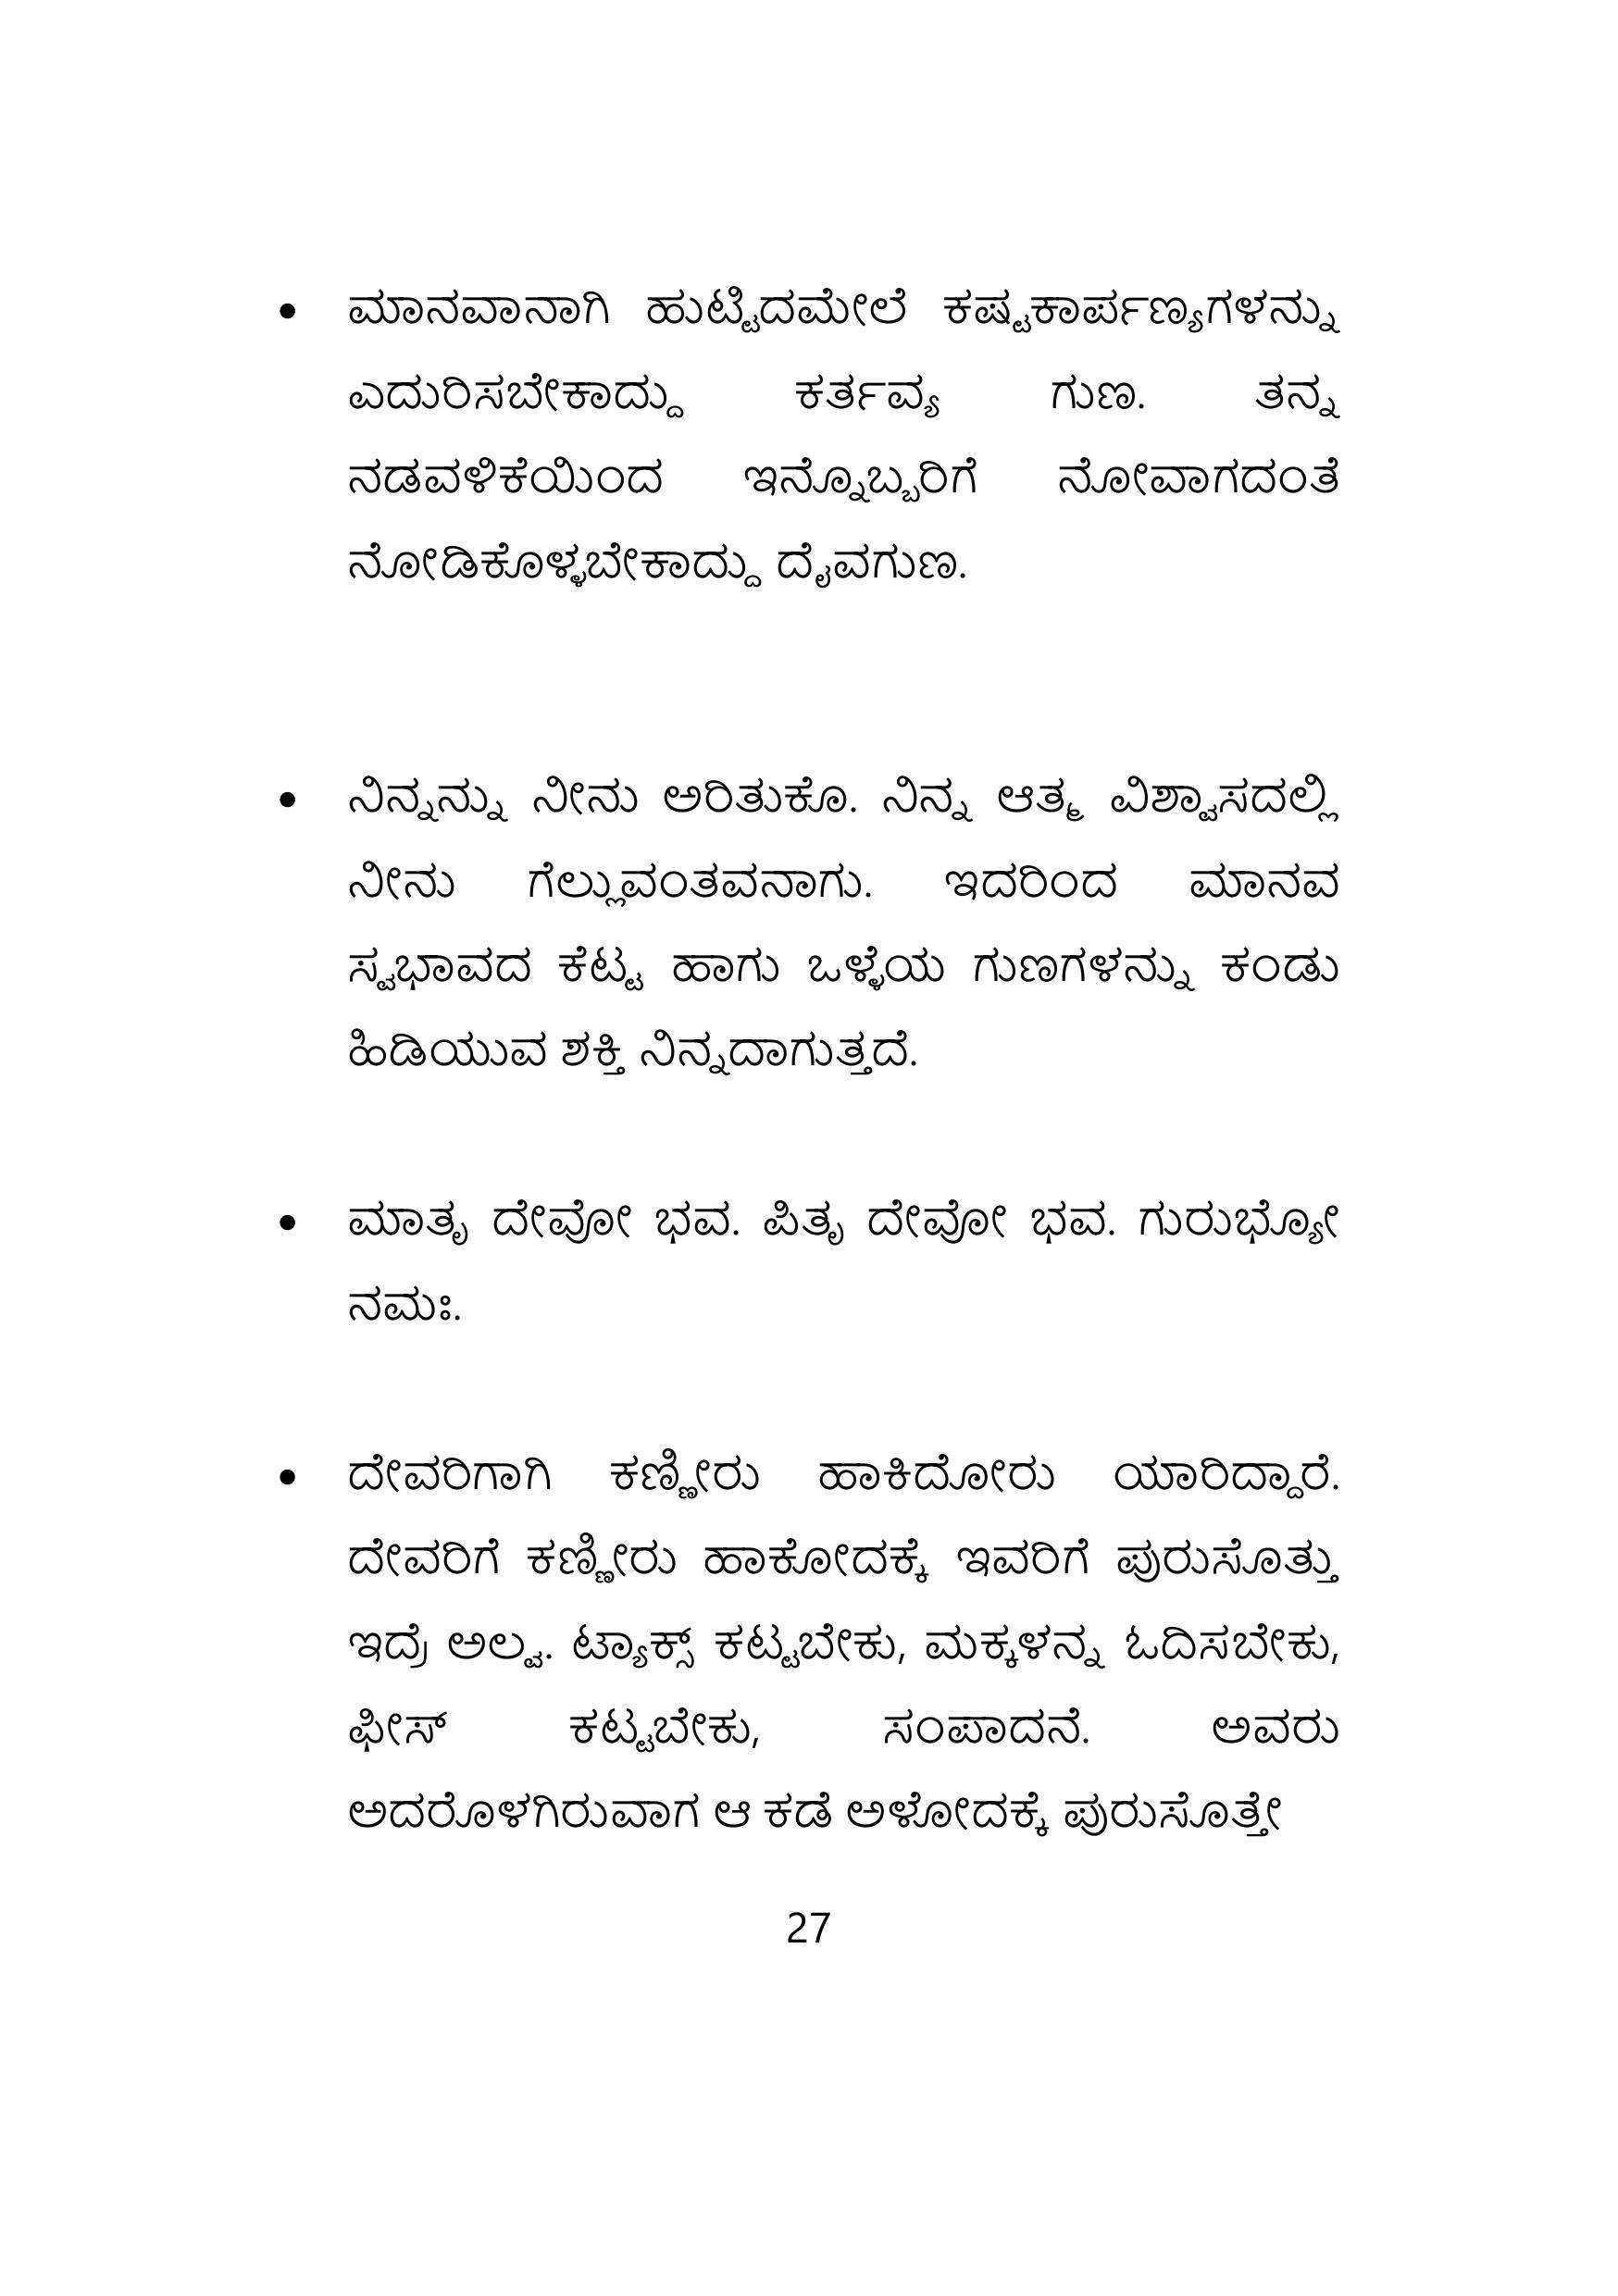 • ಮಾನವಾನಾಗಿ ಹುಟ್ಟಿದಮೇಲೆ ಕಷ್ಟಕಾರ್ಪಣ್ಯಗಳನ್ನು
ಎದುರಿಸಬೇಕಾದ್ದು ಕರ್ತವ್ಯ ಗುಣ. ತನ್ನ
ನಡವಳಿಕೆಯಿಂದ ಇನ್ನೊಬ್ಬರಿಗೆ ನೋವಾಗದಂತೆ
ನೋಡಿಕೊಳ್ಳಬೇಕಾದ್ದು ದೈವಗುಣ.
• ನಿನ್ನನ್ನು ನೀನು ಅರಿತುಕೊ. ನಿನ್ನ ಆತ್ಮ ವಿಶ್ವಾಸದಲ್ಲಿ
ನೀನು ಗೆಲ್ಲುವಂತವನಾಗು. ಇದರಿಂದ ಮಾನವ
ಸ್ವಭಾವದ ಕೆಟ್ಟ ಹಾಗು ಒಳ್ಳೆಯ ಗುಣಗಳನ್ನು ಕಂಡು
ಹಿಡಿಯುವ ಶಕ್ತಿ ನಿನ್ನದಾಗುತ್ತದೆ.
• ಮಾತೃ ದೇವೋ ಭವ. ಪಿತೃ ದೇವೋ ಭವ. ಗುರುಭ್ಯೋ
ನಮಃ.
• ದೇವರಿಗಾಗಿ ಕಣ್ಣೀರು ಹಾಕಿದೋರು ಯಾರಿದ್ದಾರೆ.
ದೇವರಿಗೆ ಕಣ್ಣೀರು ಹಾಕೋದಕ್ಕೆ ಇವರಿಗೆ ಪುರುಸೊತ್ತು
ಇದ್ರೆ ಅಲ್ವ. ಟ್ಯಾಕ್ಸ್ ಕಟ್ಟಬೇಕು, ಮಕ್ಕಳನ್ನ ಓದಿಸಬೇಕು,
ಫೀಸ್ ಕಟ್ಟಬೇಕು, ಸಂಪಾದನೆ. ಅವರು
ಅದರೊಳಗಿರುವಾಗ ಆ ಕಡೆ ಅಳೋದಕ್ಕೆ ಪುರುಸೊತ್ತೇ
27